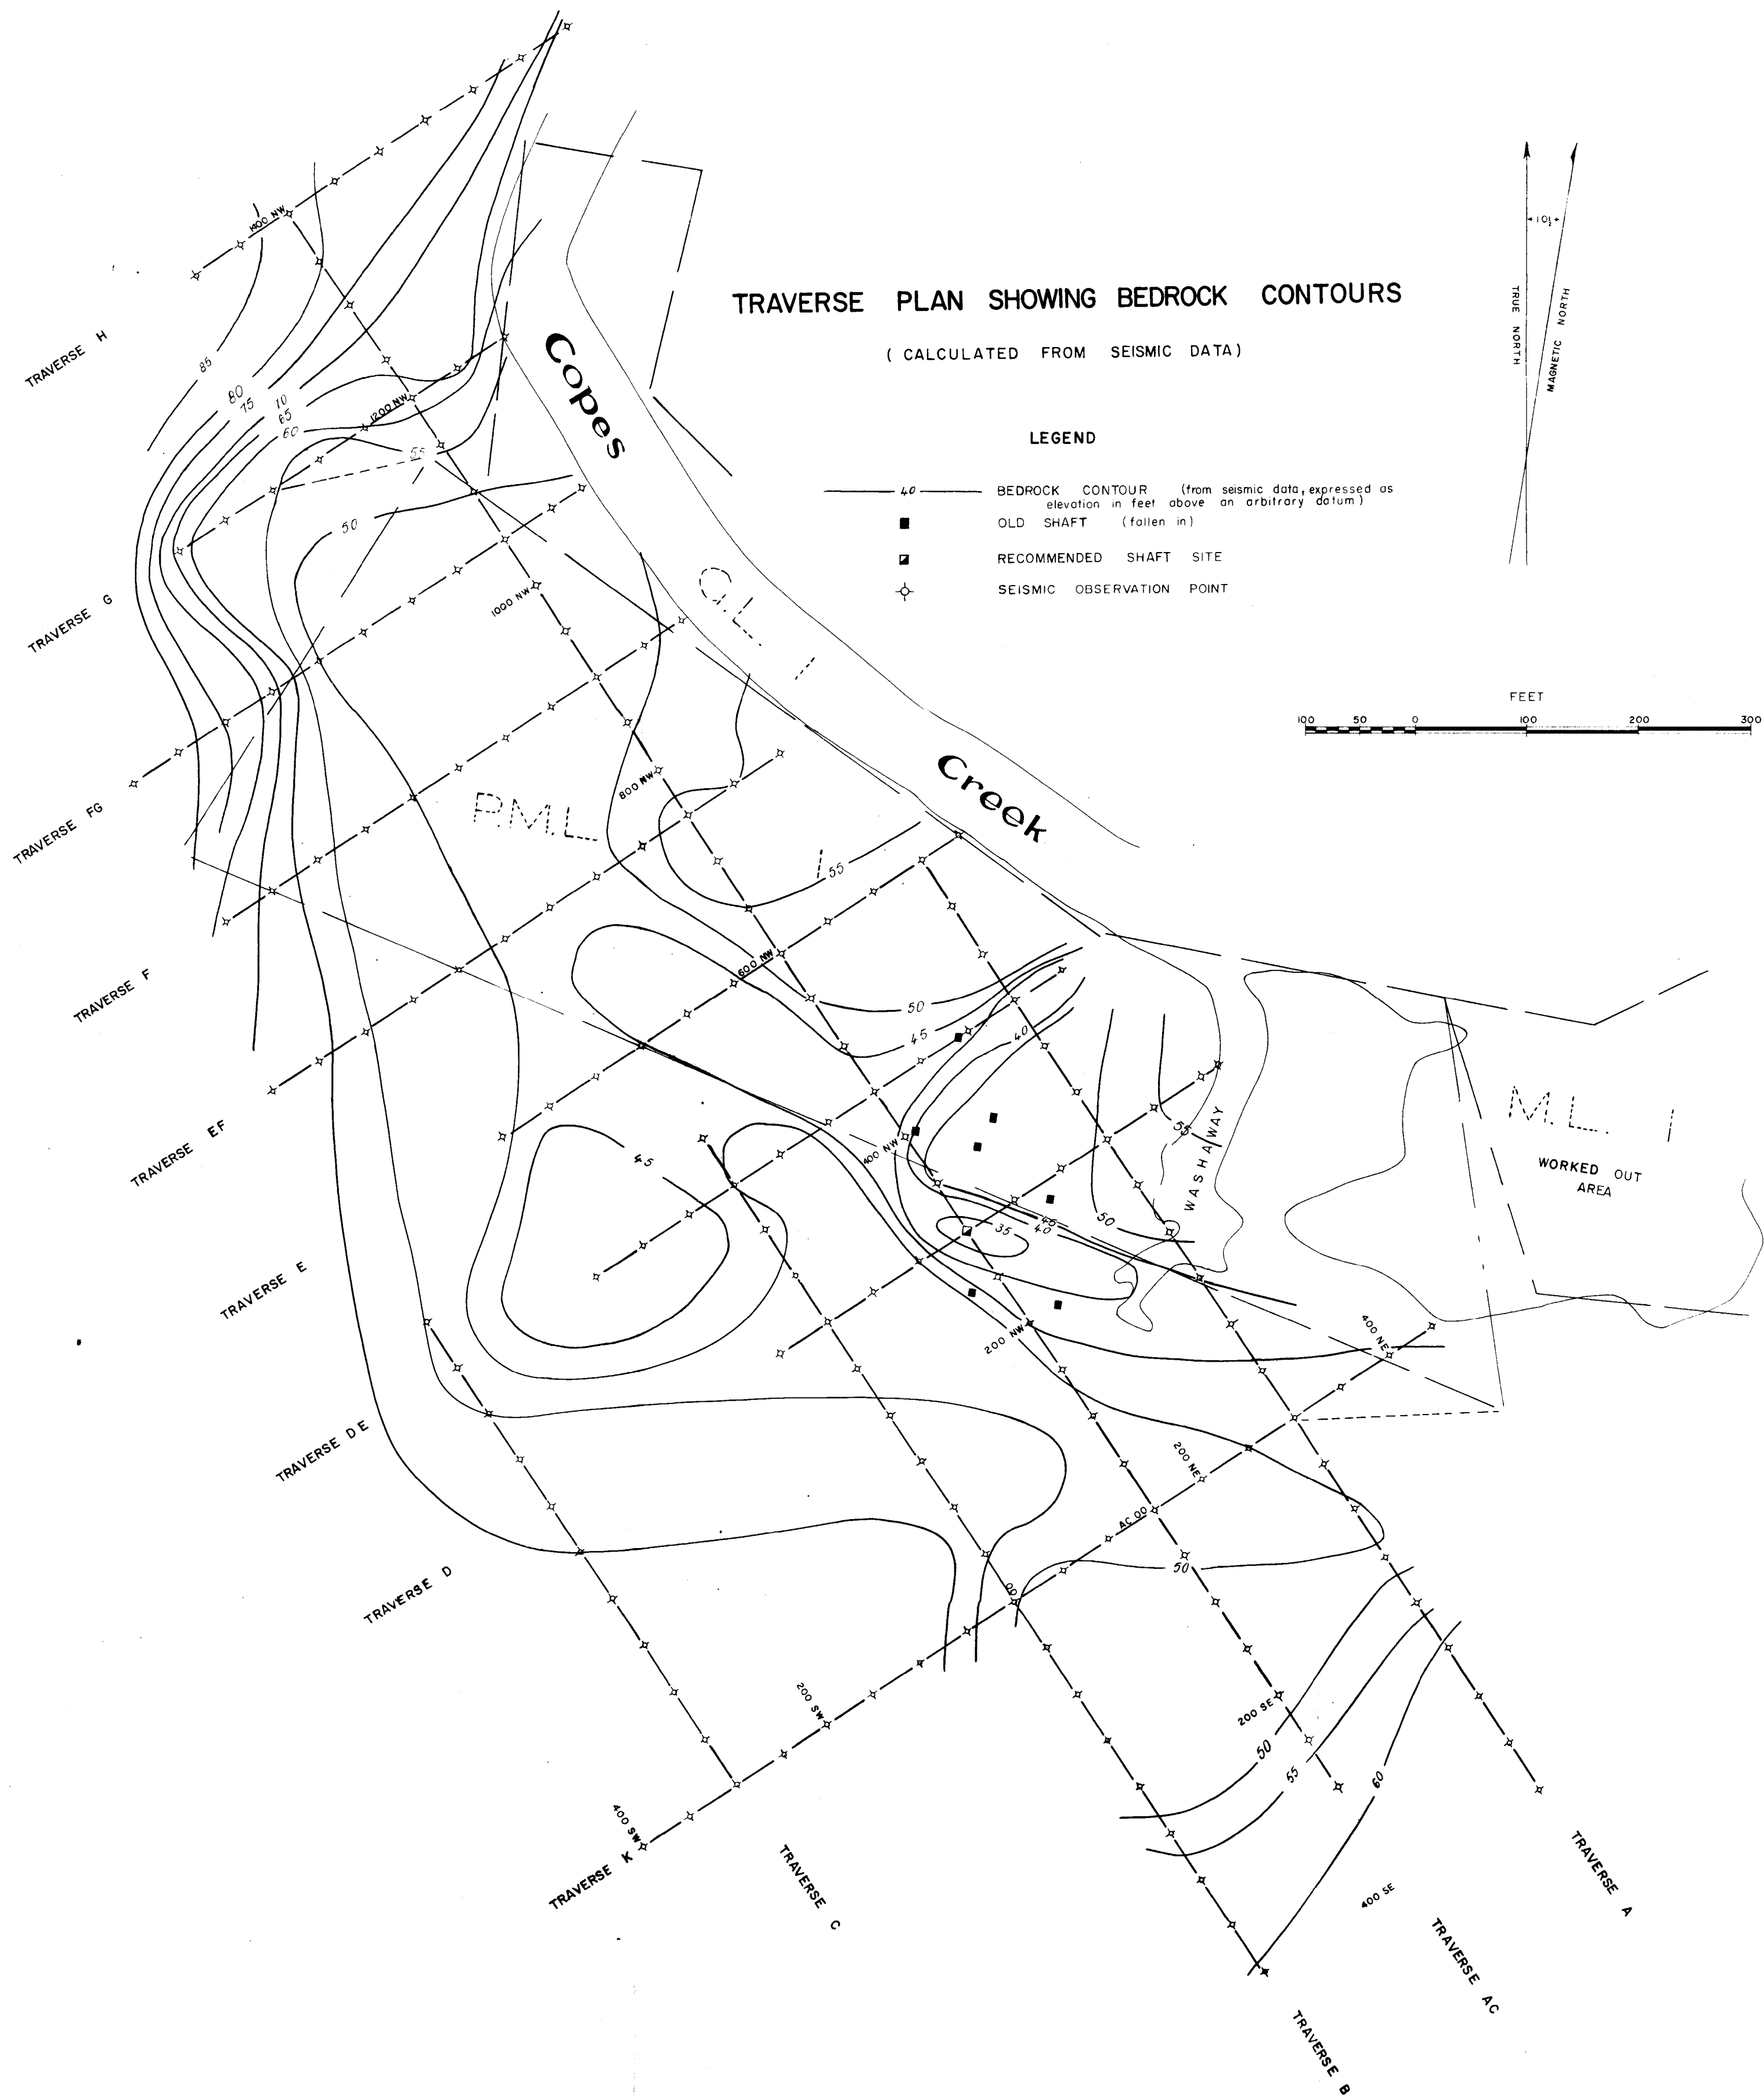 TRAVERSE PLAN SHOWING BEDROCK CONTOURS
( CALCULATED FROM SEISMIC DATA )
LEGEND
40 BEDROCK CONTOUR (from seismic data, expressed as
elevation in feet above an arbitrary datum)
OLD SHAFT (fallen in)
RECOMMENDED SHAFT SITE
SEISMIC OBSERVATION POINT
10½
TRUE NORTH
MAGNETIC NORTH
FEET
100 50 0 100 200 300
Copes
Creek
G.L. 1
P.M.L. 1
M.L. 1
WORKED OUT
AREA
WASHAWAY
TRAVERSE H
TRAVERSE G
TRAVERSE FG
TRAVERSE F
TRAVERSE EF
TRAVERSE E
TRAVERSE DE
TRAVERSE D
TRAVERSE K
TRAVERSE C
TRAVERSE B
TRAVERSE AC
TRAVERSE A
1400 NW
1200 NW
1000 NW
800 NW
600 NW
400 NW
200 NW
AC 00
00
200 NE
400 NE
200 SW
400 SW
200 SE
400 SE
85
80
75
10
65
60
55
50
55
50
45
40
45
35
45
40
50
55
50
50
55
60